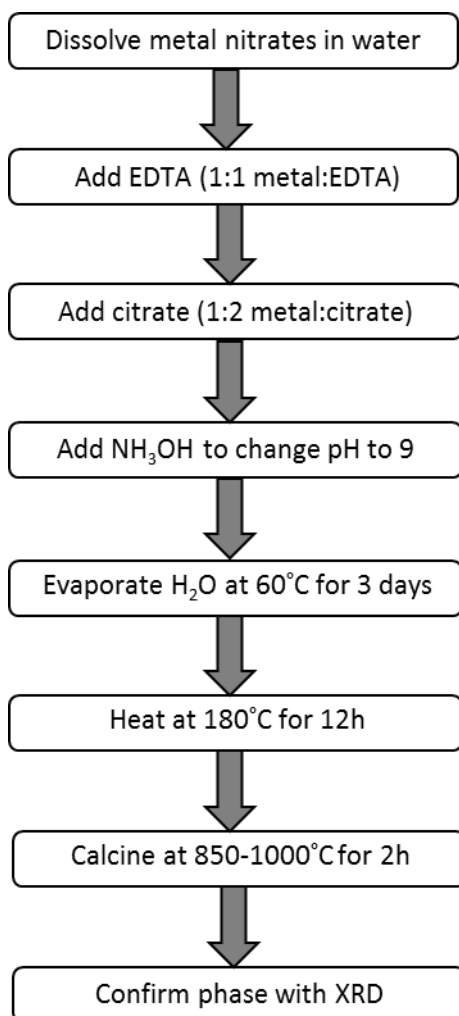 Dissolve metal nitrates in water
Add EDTA (1:1 metal:EDTA)
Add citrate (1:2 metal:citrate)
Add NH₃OH to change pH to 9
Evaporate H₂O at 60°C for 3 days
Heat at 180°C for 12h
Calcine at 850-1000°C for 2h
Confirm phase with XRD